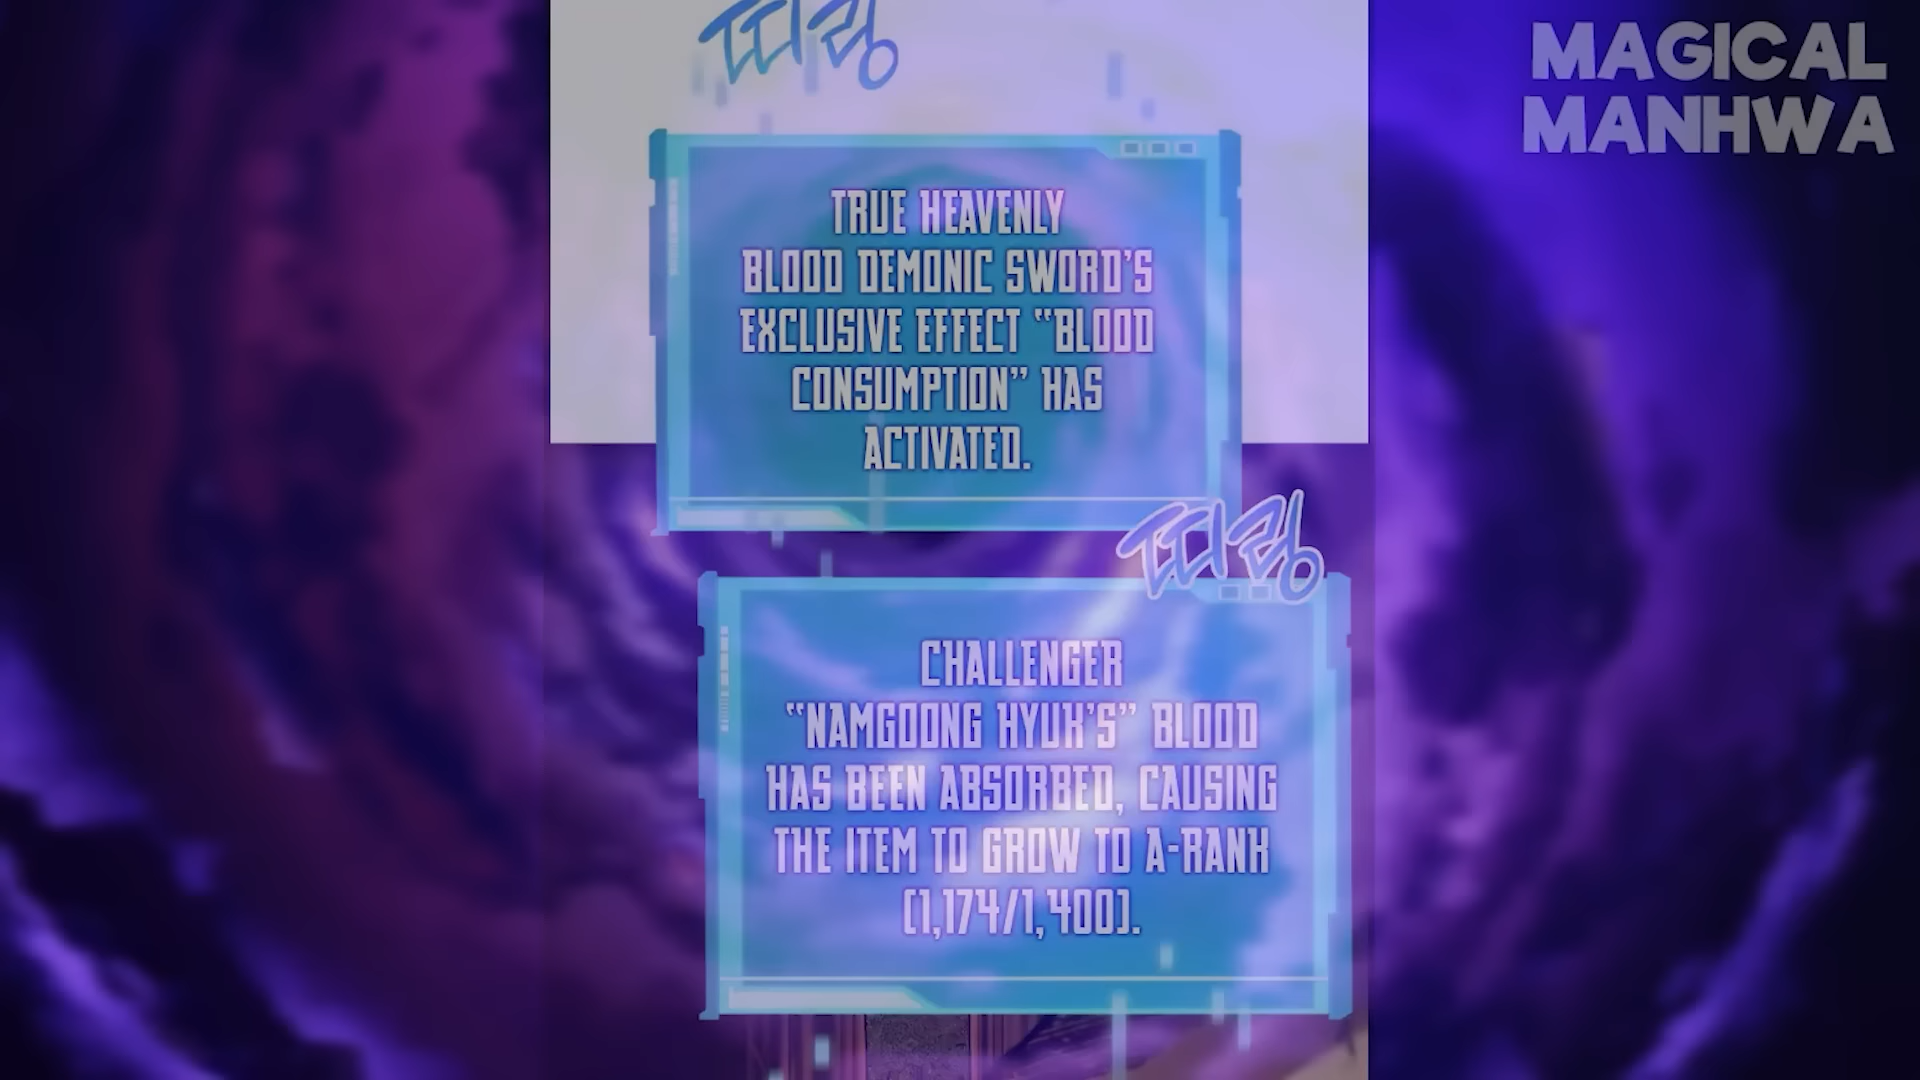 띠링
MAGICAL
MANHWA
TRUE HEAVENLY
BLOOD DEMONIC SWORD'S
EXCLUSIVE EFFECT "BLOOD
CONSUMPTION" HAS
ACTIVATED.
띠링
CHALLENGER
"NAMGOONG HYUK'S" BLOOD
HAS BEEN ABSORBED, CAUSING
THE ITEM TO GROW TO A-RANK
(1,174/1,400).